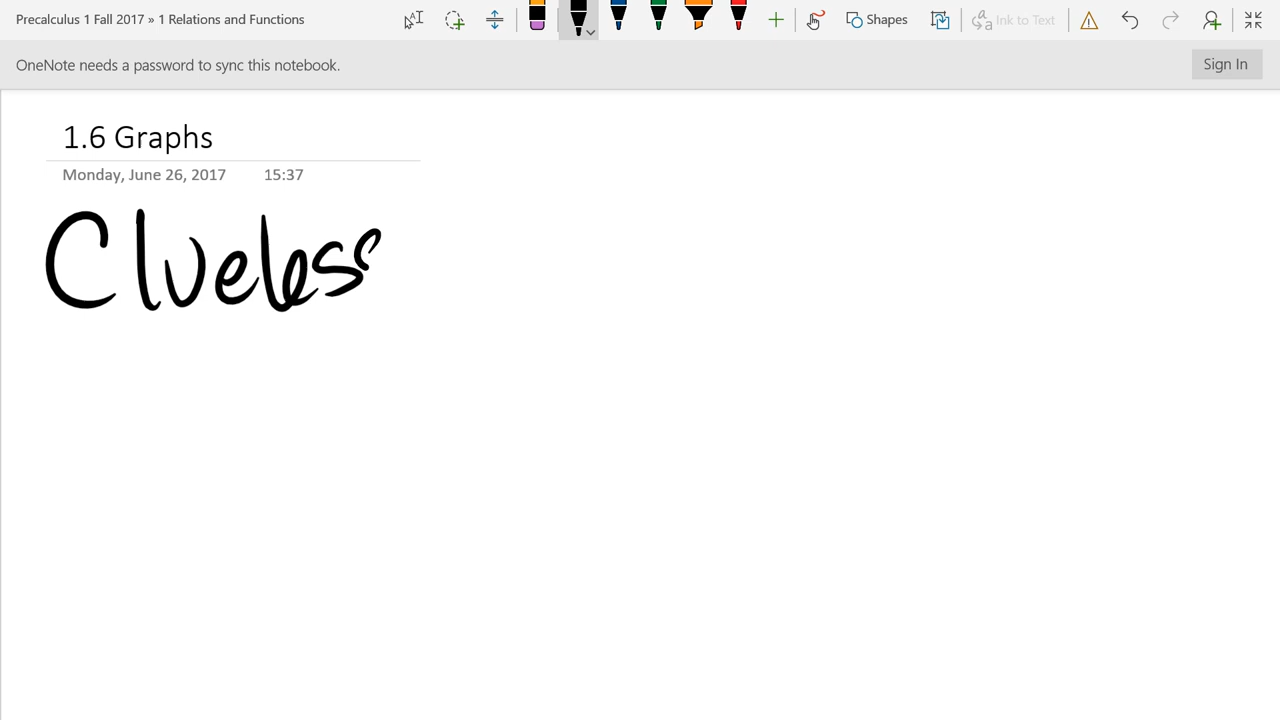 Precalculus 1 Fall 2017 » 1 Relations and Functions Shapes Link to Text
OneNote needs a password to sync this notebook. Sign In
1.6 Graphs
Monday, June 26, 2017 15:37
Clueless